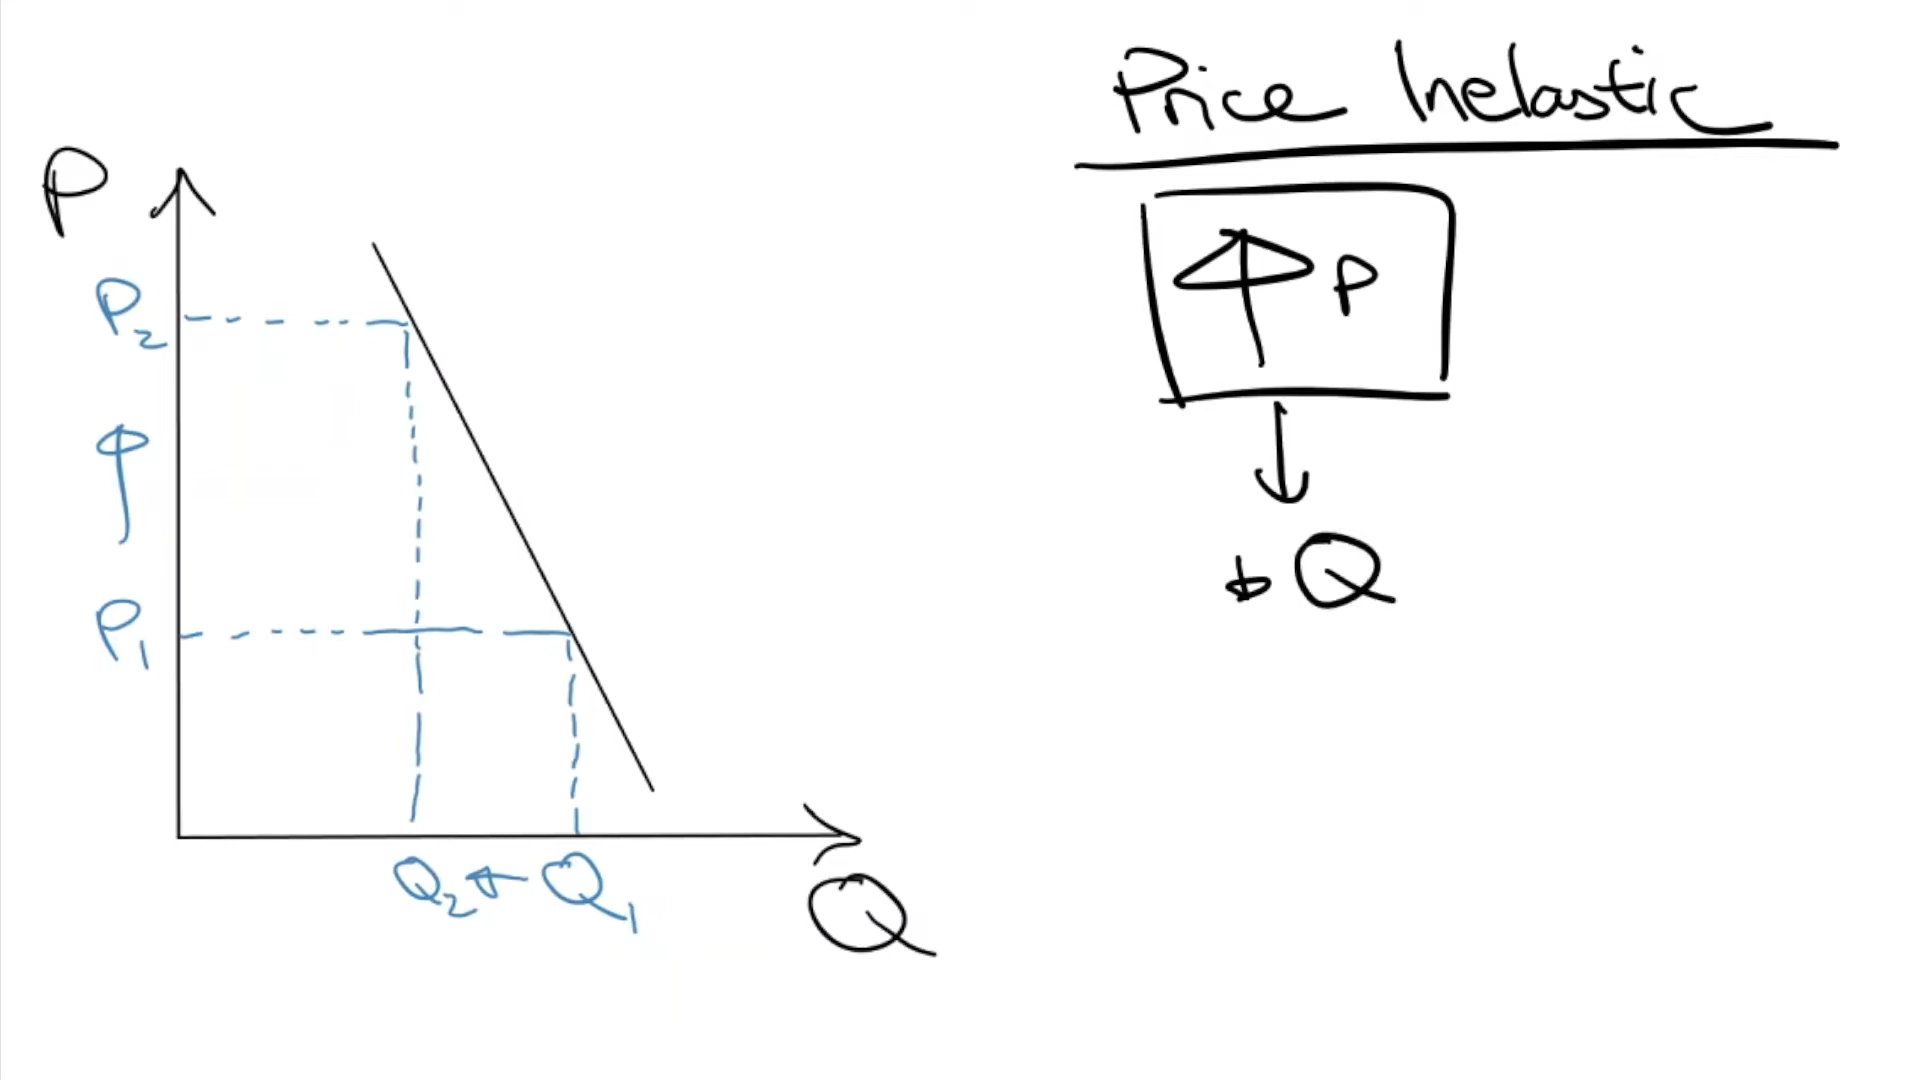 Price Inelastic
P
↑ P
P₂
↑
↓
↓ Q
P₁
Q₂ ← Q₁
Q